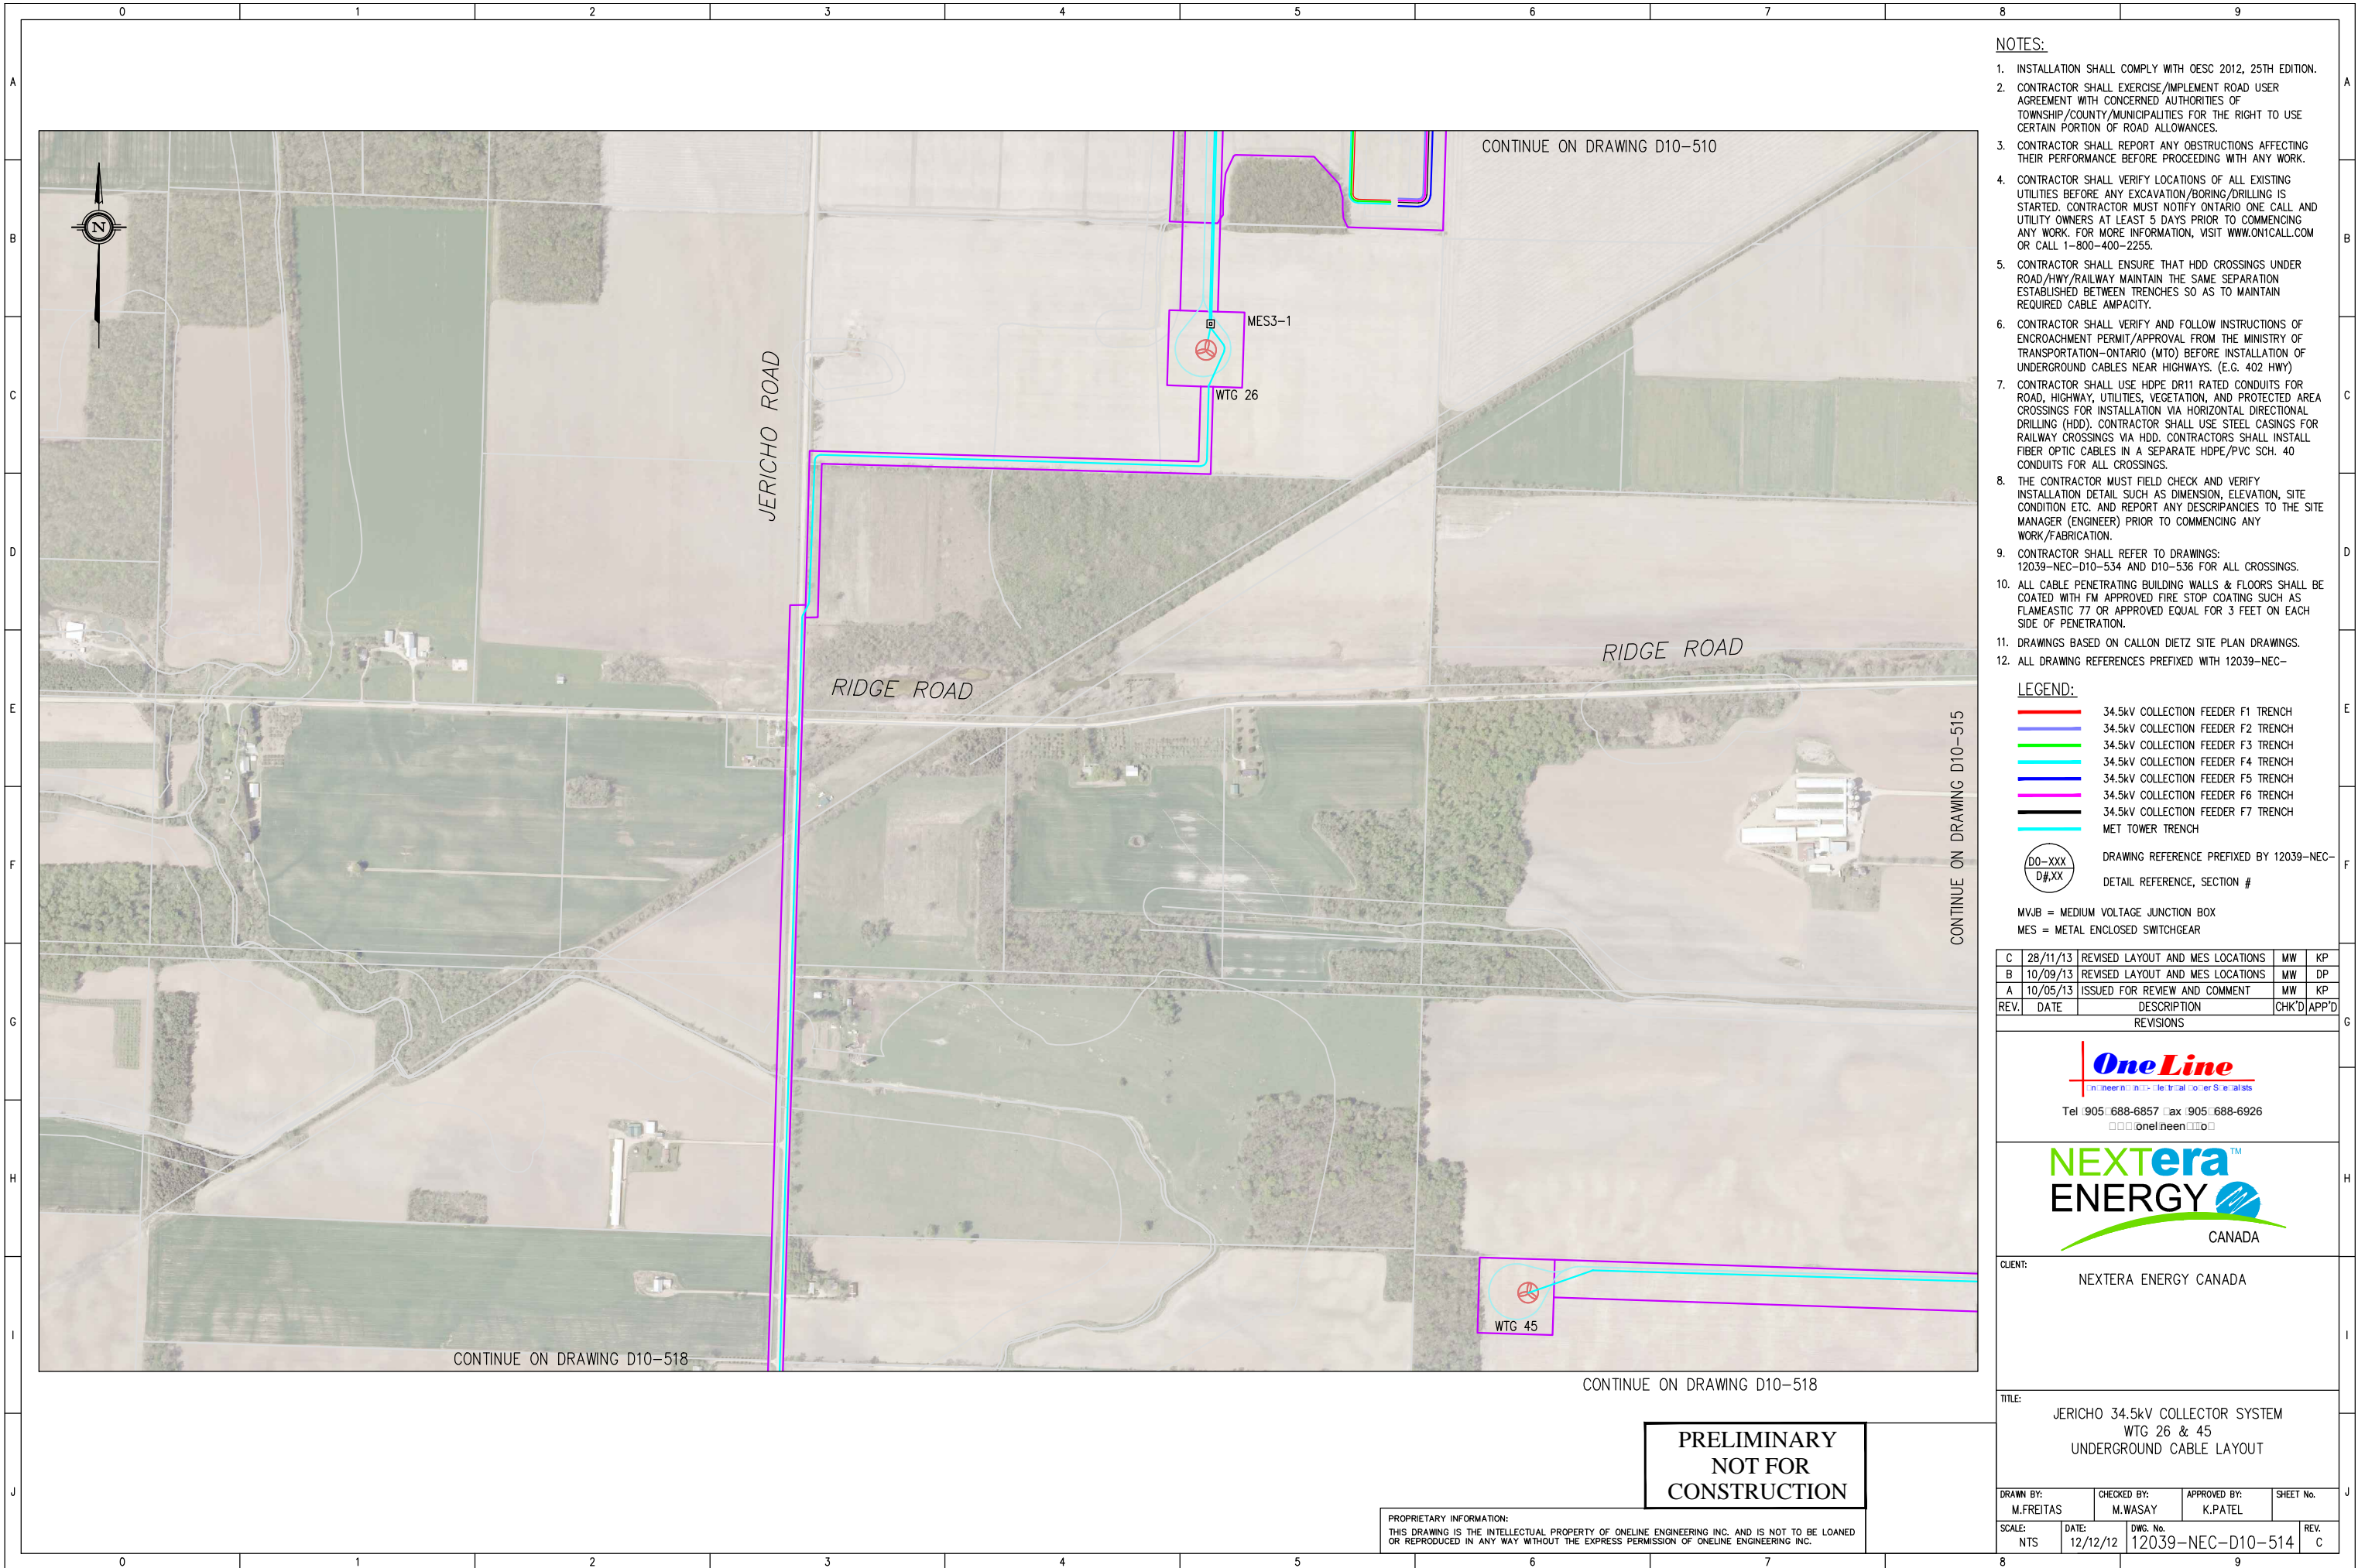 0 1 2 3 4 5 6 7 8 9
A
B
C
D
E
F
G
H
I
J
CONTINUE ON DRAWING D10-510
N
MES3-1
WTG 26
JERICHO ROAD
RIDGE ROAD
RIDGE ROAD
CONTINUE ON DRAWING D10-515
WTG 45
CONTINUE ON DRAWING D10-518
CONTINUE ON DRAWING D10-518
PRELIMINARY
NOT FOR
CONSTRUCTION
PROPRIETARY INFORMATION:
THIS DRAWING IS THE INTELLECTUAL PROPERTY OF ONELINE ENGINEERING INC. AND IS NOT TO BE LOANED
OR REPRODUCED IN ANY WAY WITHOUT THE EXPRESS PERMISSION OF ONELINE ENGINEERING INC.
NOTES:
1. INSTALLATION SHALL COMPLY WITH OESC 2012, 25TH EDITION.
2. CONTRACTOR SHALL EXERCISE/IMPLEMENT ROAD USER
AGREEMENT WITH CONCERNED AUTHORITIES OF
TOWNSHIP/COUNTY/MUNICIPALITIES FOR THE RIGHT TO USE
CERTAIN PORTION OF ROAD ALLOWANCES.
3. CONTRACTOR SHALL REPORT ANY OBSTRUCTIONS AFFECTING
THEIR PERFORMANCE BEFORE PROCEEDING WITH ANY WORK.
4. CONTRACTOR SHALL VERIFY LOCATIONS OF ALL EXISTING
UTILITIES BEFORE ANY EXCAVATION/BORING/DRILLING IS
STARTED. CONTRACTOR MUST NOTIFY ONTARIO ONE CALL AND
UTILITY OWNERS AT LEAST 5 DAYS PRIOR TO COMMENCING
ANY WORK. FOR MORE INFORMATION, VISIT WWW.ON1CALL.COM
OR CALL 1-800-400-2255.
5. CONTRACTOR SHALL ENSURE THAT HDD CROSSINGS UNDER
ROAD/HWY/RAILWAY MAINTAIN THE SAME SEPARATION
ESTABLISHED BETWEEN TRENCHES SO AS TO MAINTAIN
REQUIRED CABLE AMPACITY.
6. CONTRACTOR SHALL VERIFY AND FOLLOW INSTRUCTIONS OF
ENCROACHMENT PERMIT/APPROVAL FROM THE MINISTRY OF
TRANSPORTATION-ONTARIO (MTO) BEFORE INSTALLATION OF
UNDERGROUND CABLES NEAR HIGHWAYS. (E.G. 402 HWY)
7. CONTRACTOR SHALL USE HDPE DR11 RATED CONDUITS FOR
ROAD, HIGHWAY, UTILITIES, VEGETATION, AND PROTECTED AREA
CROSSINGS FOR INSTALLATION VIA HORIZONTAL DIRECTIONAL
DRILLING (HDD). CONTRACTOR SHALL USE STEEL CASINGS FOR
RAILWAY CROSSINGS VIA HDD. CONTRACTORS SHALL INSTALL
FIBER OPTIC CABLES IN A SEPARATE HDPE/PVC SCH. 40
CONDUITS FOR ALL CROSSINGS.
8. THE CONTRACTOR MUST FIELD CHECK AND VERIFY
INSTALLATION DETAIL SUCH AS DIMENSION, ELEVATION, SITE
CONDITION ETC. AND REPORT ANY DESCRIPANCIES TO THE SITE
MANAGER (ENGINEER) PRIOR TO COMMENCING ANY
WORK/FABRICATION.
9. CONTRACTOR SHALL REFER TO DRAWINGS:
12039-NEC-D10-534 AND D10-536 FOR ALL CROSSINGS.
10. ALL CABLE PENETRATING BUILDING WALLS & FLOORS SHALL BE
COATED WITH FM APPROVED FIRE STOP COATING SUCH AS
FLAMEASTIC 77 OR APPROVED EQUAL FOR 3 FEET ON EACH
SIDE OF PENETRATION.
11. DRAWINGS BASED ON CALLON DIETZ SITE PLAN DRAWINGS.
12. ALL DRAWING REFERENCES PREFIXED WITH 12039-NEC-
LEGEND:
34.5kV COLLECTION FEEDER F1 TRENCH
34.5kV COLLECTION FEEDER F2 TRENCH
34.5kV COLLECTION FEEDER F3 TRENCH
34.5kV COLLECTION FEEDER F4 TRENCH
34.5kV COLLECTION FEEDER F5 TRENCH
34.5kV COLLECTION FEEDER F6 TRENCH
34.5kV COLLECTION FEEDER F7 TRENCH
MET TOWER TRENCH
D0-XXX
D#,XX
DRAWING REFERENCE PREFIXED BY 12039-NEC-
DETAIL REFERENCE, SECTION #
MVJB = MEDIUM VOLTAGE JUNCTION BOX
MES = METAL ENCLOSED SWITCHGEAR
C 28/11/13 REVISED LAYOUT AND MES LOCATIONS MW KP
B 10/09/13 REVISED LAYOUT AND MES LOCATIONS MW DP
A 10/05/13 ISSUED FOR REVIEW AND COMMENT MW KP
REV. DATE DESCRIPTION CHK'D APP'D
REVISIONS
OneLine
Tel 905 688-6857 ax 905 688-6926
NEXTera™
ENERGY
CANADA
CLIENT:
NEXTERA ENERGY CANADA
TITLE:
JERICHO 34.5kV COLLECTOR SYSTEM
WTG 26 & 45
UNDERGROUND CABLE LAYOUT
DRAWN BY: CHECKED BY: APPROVED BY: SHEET No.
M.FREITAS M.WASAY K.PATEL
SCALE: DATE: DWG. No. REV.
NTS 12/12/12 12039-NEC-D10-514 C
A
B
C
D
E
F
G
H
I
J
0 1 2 3 4 5 6 7 8 9